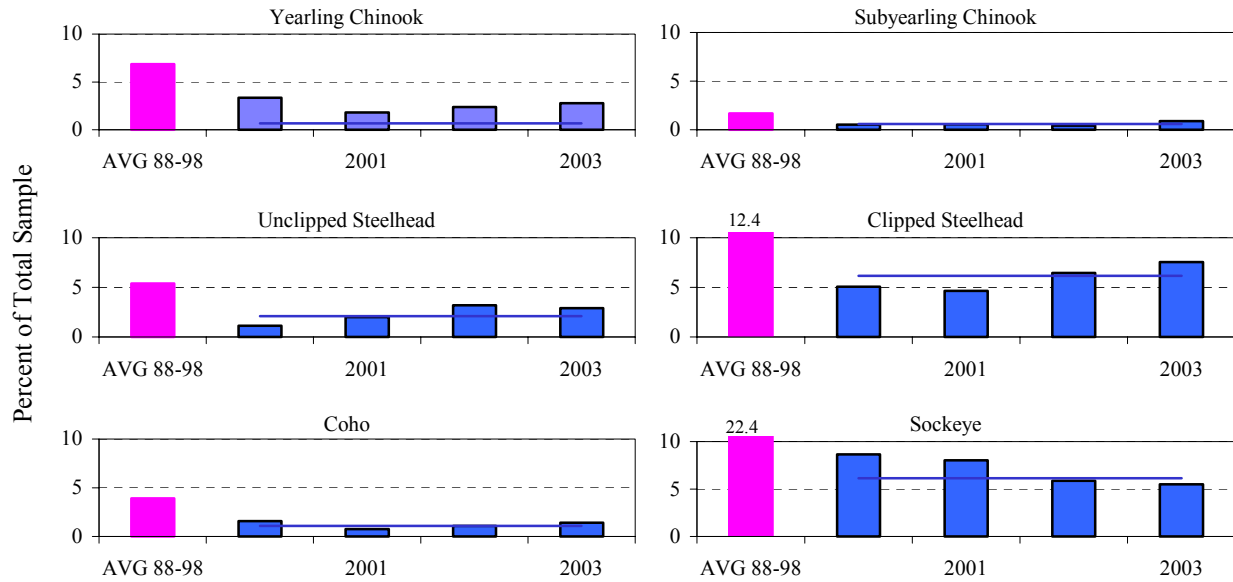 Percent of Total Sample
Yearling Chinook
10
5
0
AVG 88-98 2001 2003
Subyearling Chinook
10
5
0
AVG 88-98 2001 2003
Unclipped Steelhead
10
5
0
AVG 88-98 2001 2003
Clipped Steelhead
12.4
10
5
0
AVG 88-98 2001 2003
Coho
10
5
0
AVG 88-98 2001 2003
Sockeye
22.4
10
5
0
AVG 88-98 2001 2003